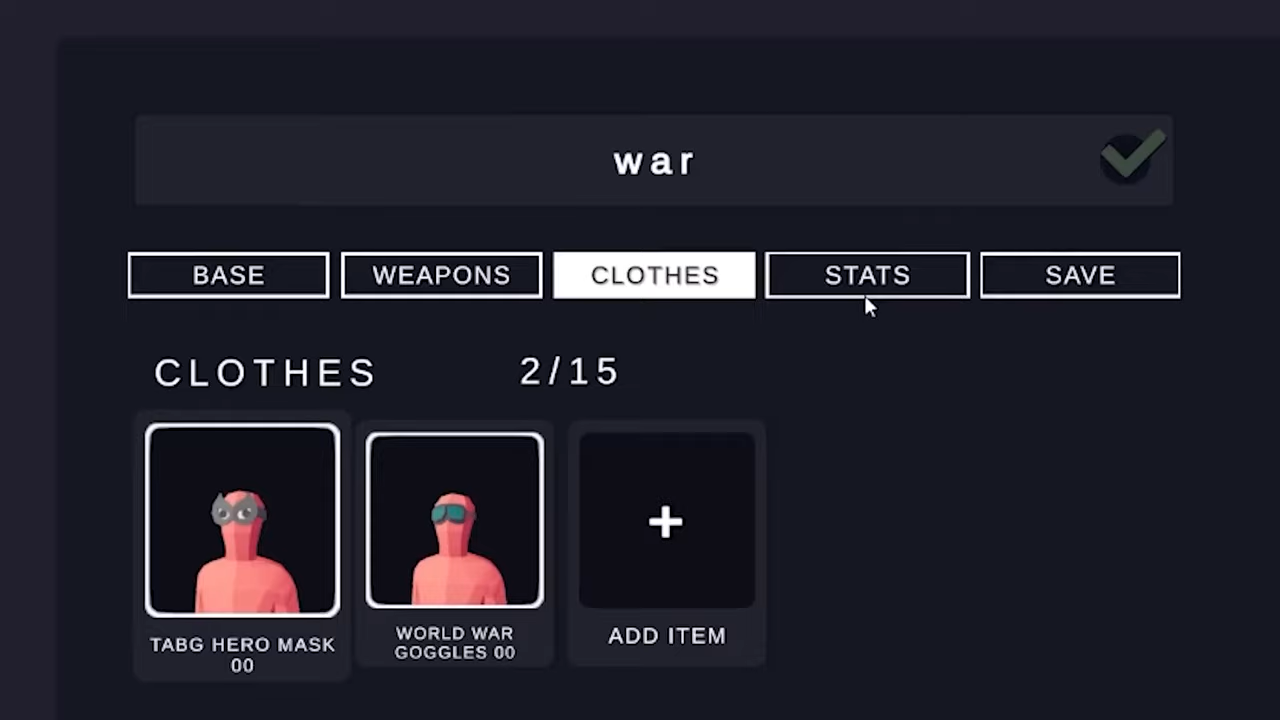 war
BASE WEAPONS CLOTHES STATS SAVE
CLOTHES 2/15
TABG HERO MASK
00
WORLD WAR
GOGGLES 00
ADD ITEM